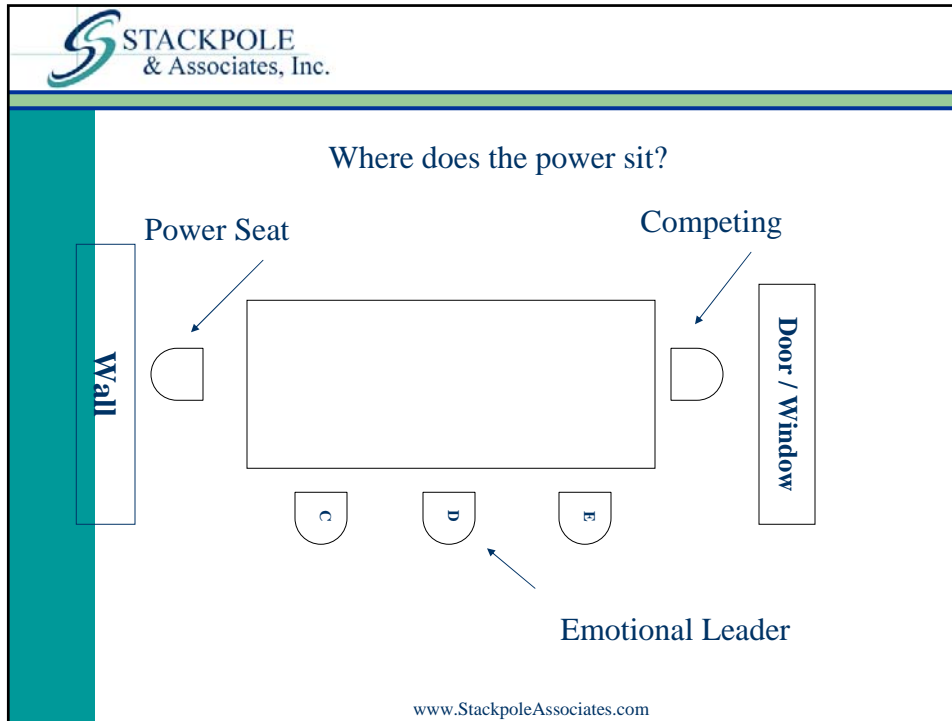 STACKPOLE
& Associates, Inc.
Where does the power sit?
Power Seat
Competing
Wall
Door / Window
C
D
E
Emotional Leader
www.StackpoleAssociates.com